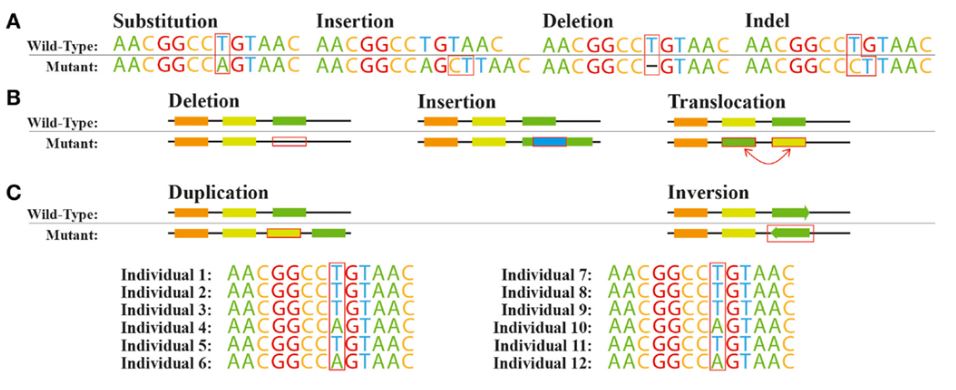 A Substitution Insertion Deletion Indel
Wild-Type: AACGGCCTGTAAC AACGGCCTGTAAC AACGGCCTGTAAC AACGGCCTGTAAC
Mutant: AACGGCCAGTAAC AACGGCCAGCTTAAC AACGGCC–GTAAC AACGGCCCTTAAC
B Deletion Insertion Translocation
Wild-Type:
Mutant:
C Duplication Inversion
Wild-Type:
Mutant:
Individual 1: AACGGCCTGTAAC Individual 7: AACGGCCTGTAAC
Individual 2: AACGGCCTGTAAC Individual 8: AACGGCCTGTAAC
Individual 3: AACGGCCTGTAAC Individual 9: AACGGCCTGTAAC
Individual 4: AACGGCCAGTAAC Individual 10: AACGGCCAGTAAC
Individual 5: AACGGCCTGTAAC Individual 11: AACGGCCTGTAAC
Individual 6: AACGGCCAGTAAC Individual 12: AACGGCCAGTAAC